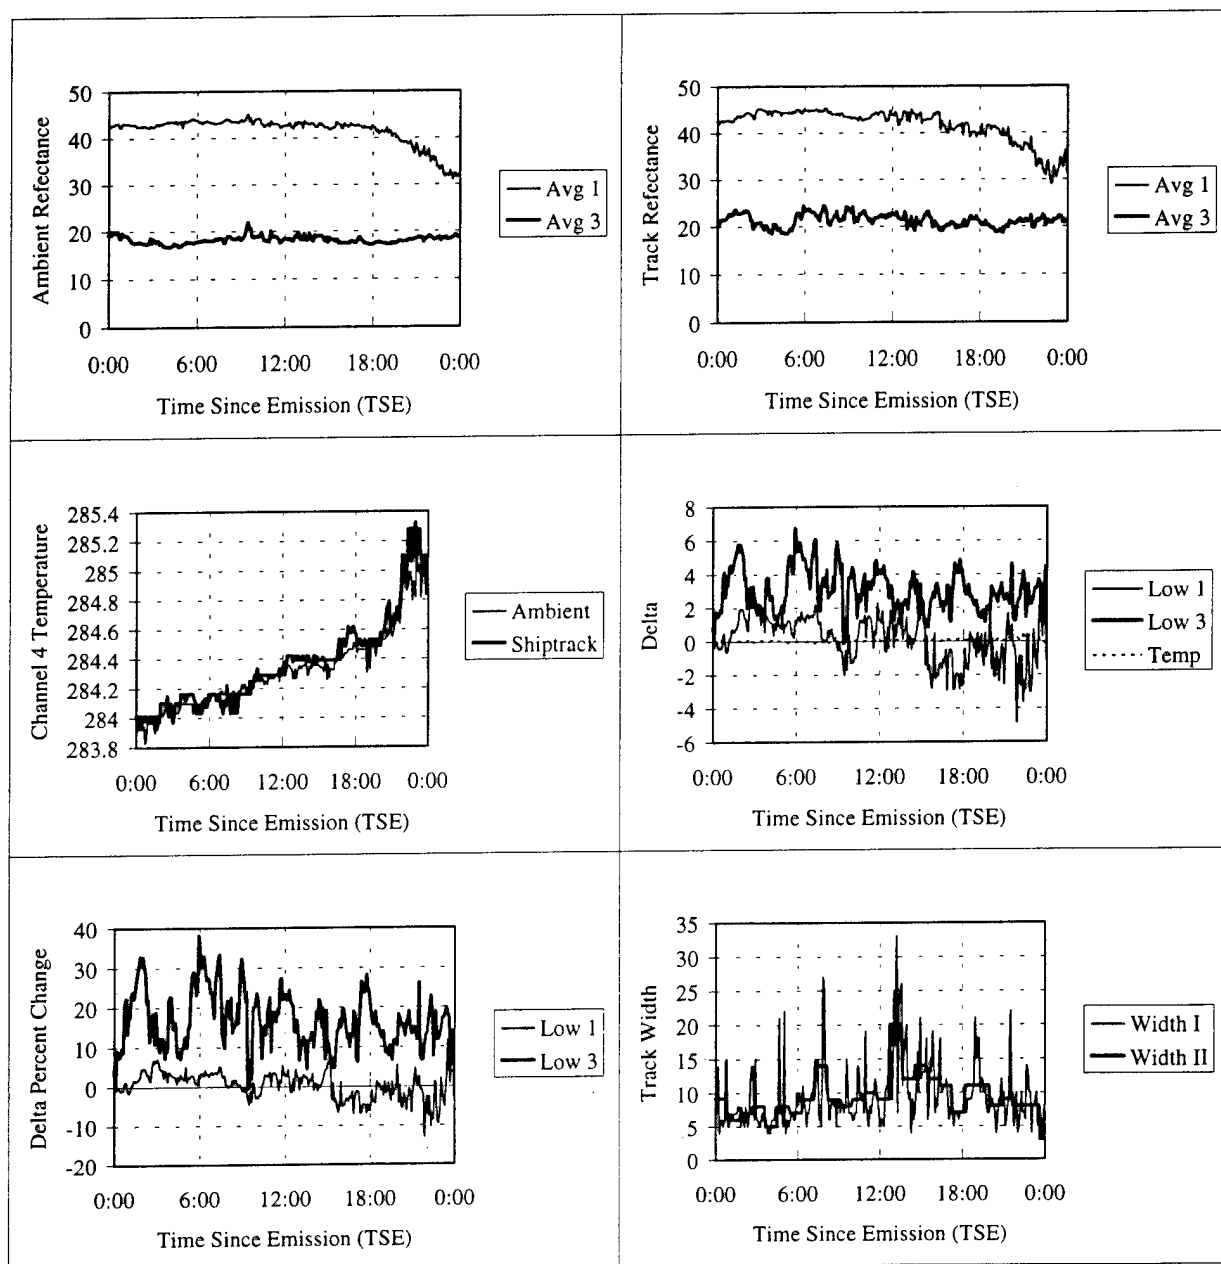 50
40
30
20
10
0
Ambient Refectance
0:00 6:00 12:00 18:00 0:00
Time Since Emission (TSE)
Avg 1
Avg 3
50
40
30
20
10
0
Track Refectance
0:00 6:00 12:00 18:00 0:00
Time Since Emission (TSE)
Avg 1
Avg 3
285.4
285.2
285
284.8
284.6
284.4
284.2
284
283.8
Channel 4 Temperature
0:00 6:00 12:00 18:00 0:00
Time Since Emission (TSE)
Ambient
Shiptrack
8
6
4
2
0
-2
-4
-6
Delta
0:00 6:00 12:00 18:00 0:00
Time Since Emission (TSE)
Low 1
Low 3
Temp
40
30
20
10
0
-10
-20
Delta Percent Change
0:00 6:00 12:00 18:00 0:00
Time Since Emission (TSE)
Low 1
Low 3
35
30
25
20
15
10
5
0
Track Width
0:00 6:00 12:00 18:00 0:00
Time Since Emission (TSE)
Width I
Width II